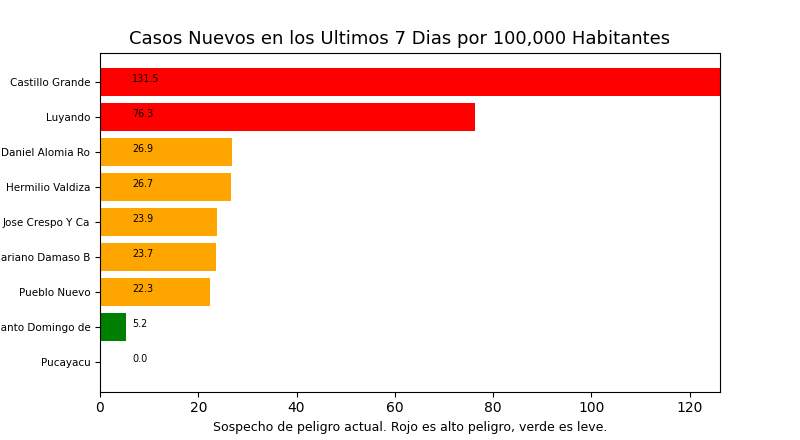 Casos Nuevos en los Ultimos 7 Dias por 100,000 Habitantes
Castillo Grande 131.5
Luyando 76.3
Daniel Alomia Ro 26.9
Hermilio Valdiza 26.7
Jose Crespo Y Ca 23.9
ariano Damaso B 23.7
Pueblo Nuevo 22.3
anto Domingo de 5.2
Pucayacu 0.0
0 20 40 60 80 100 120
Sospecho de peligro actual. Rojo es alto peligro, verde es leve.